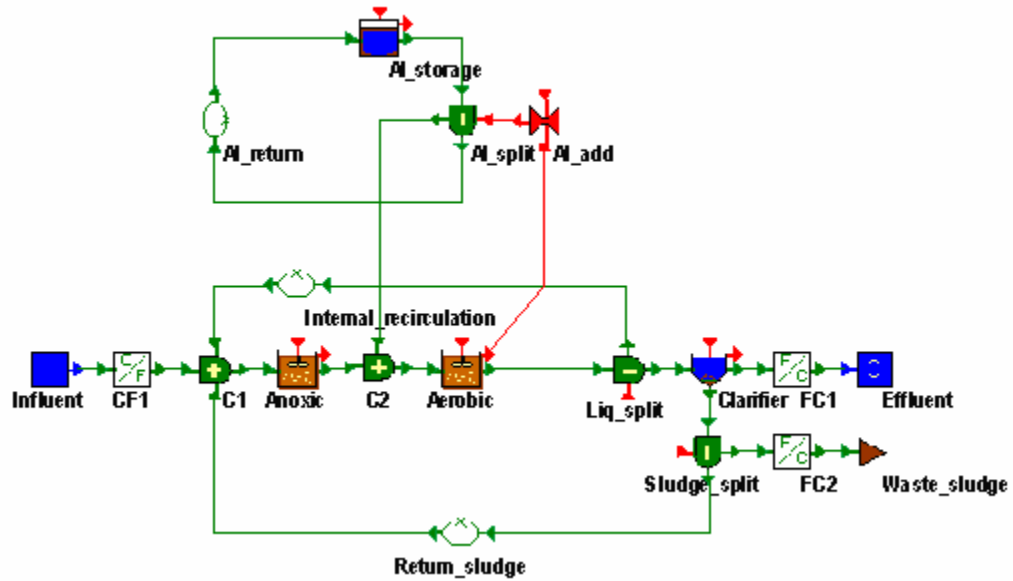 Al_storage
Al_return
Al_split
Al_add
Internal_recirculation
C/F
F/C
C
Influent
CF1
C1
Anoxic
C2
Aerobic
Liq_split
Clarifier
FC1
Effluent
F/C
Sludge_split
FC2
Waste_sludge
Return_sludge